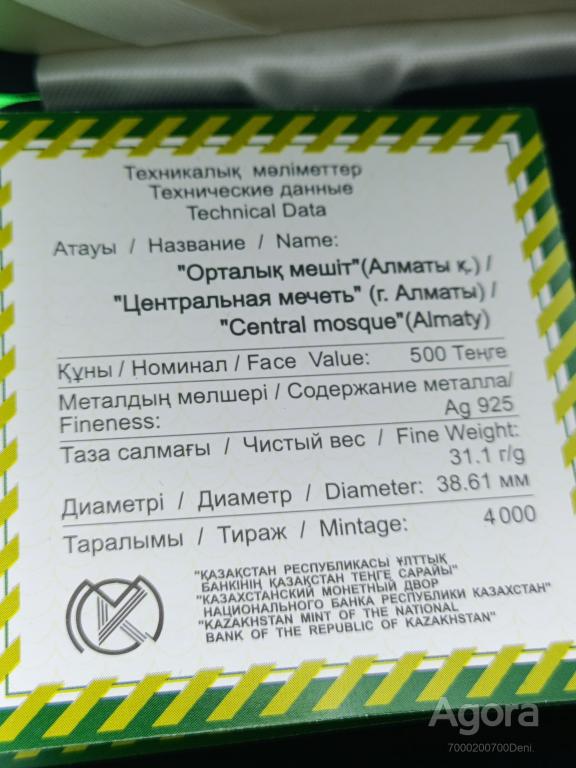 Техникалық мәліметтер
Технические данные
Technical Data
Атауы / Название / Name:
"Орталық мешіт"(Алматы қ.) /
"Центральная мечеть" (г. Алматы) /
"Central mosque"(Almaty)
Құны / Номинал / Face Value: 500 Теңге
Металдың мөлшері / Содержание металла/
Fineness: Ag 925
Таза салмағы / Чистый вес / Fine Weight:
31.1 г/g
Диаметрі / Диаметр / Diameter: 38.61 мм
Таралымы / Тираж / Mintage: 4000
"ҚАЗАҚСТАН РЕСПУБЛИКАСЫ ҰЛТТЫҚ
БАНКІНІҢ ҚАЗАҚСТАН ТЕҢГЕ САРАЙЫ"
"КАЗАХСТАНСКИЙ МОНЕТНЫЙ ДВОР
НАЦИОНАЛЬНОГО БАНКА РЕСПУБЛИКИ КАЗАХСТАН"
"KAZAKHSTAN MINT OF THE NATIONAL
BANK OF THE REPUBLIC OF KAZAKHSTAN"
Agora
7000200700Deni.